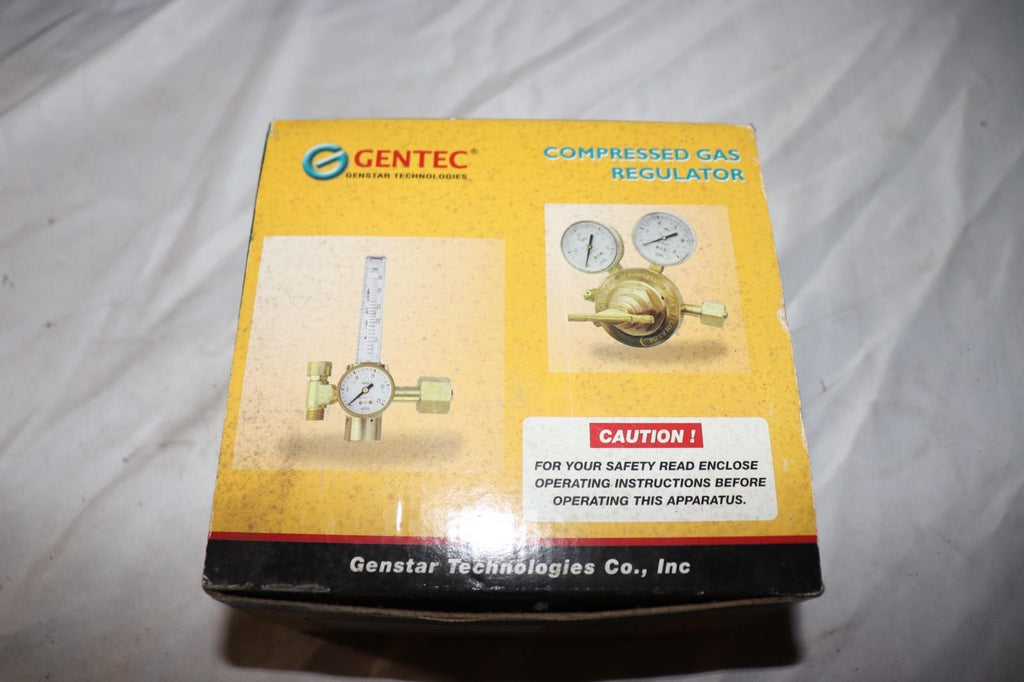 GENTEC®
GENSTAR TECHNOLOGIES
COMPRESSED GAS
REGULATOR
CAUTION !
FOR YOUR SAFETY READ ENCLOSE
OPERATING INSTRUCTIONS BEFORE
OPERATING THIS APPARATUS.
Genstar Technologies Co., Inc